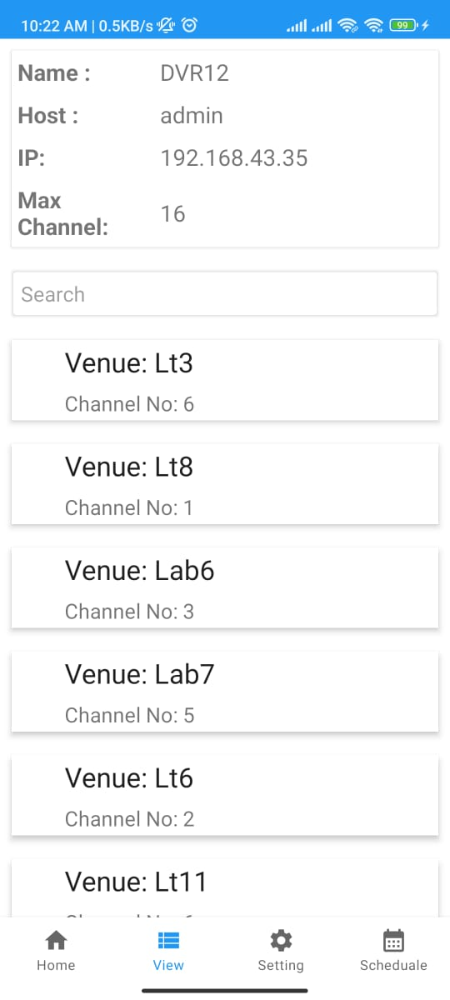 10:22 AM | 0.5KB/s
99
Name : DVR12
Host : admin
IP: 192.168.43.35
Max
Channel: 16
Search
Venue: Lt3
Channel No: 6
Venue: Lt8
Channel No: 1
Venue: Lab6
Channel No: 3
Venue: Lab7
Channel No: 5
Venue: Lt6
Channel No: 2
Venue: Lt11
Home View Setting Scheduale